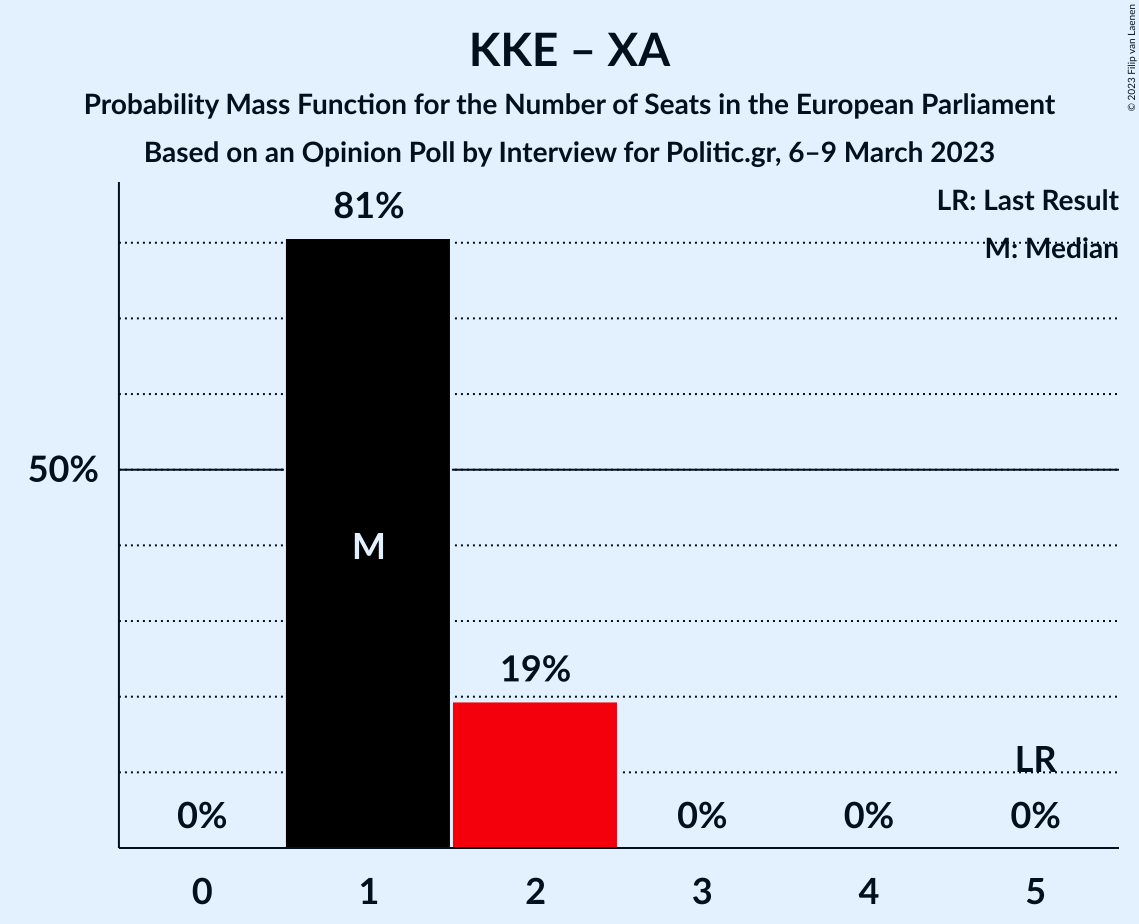 KKE – XA
Probability Mass Function for the Number of Seats in the European Parliament
Based on an Opinion Poll by Interview for Politic.gr, 6–9 March 2023
© 2023 Filip van Laenen
LR: Last Result
M: Median
81%
50%
M
19%
LR
0%
0%
0%
0%
0
1
2
3
4
5